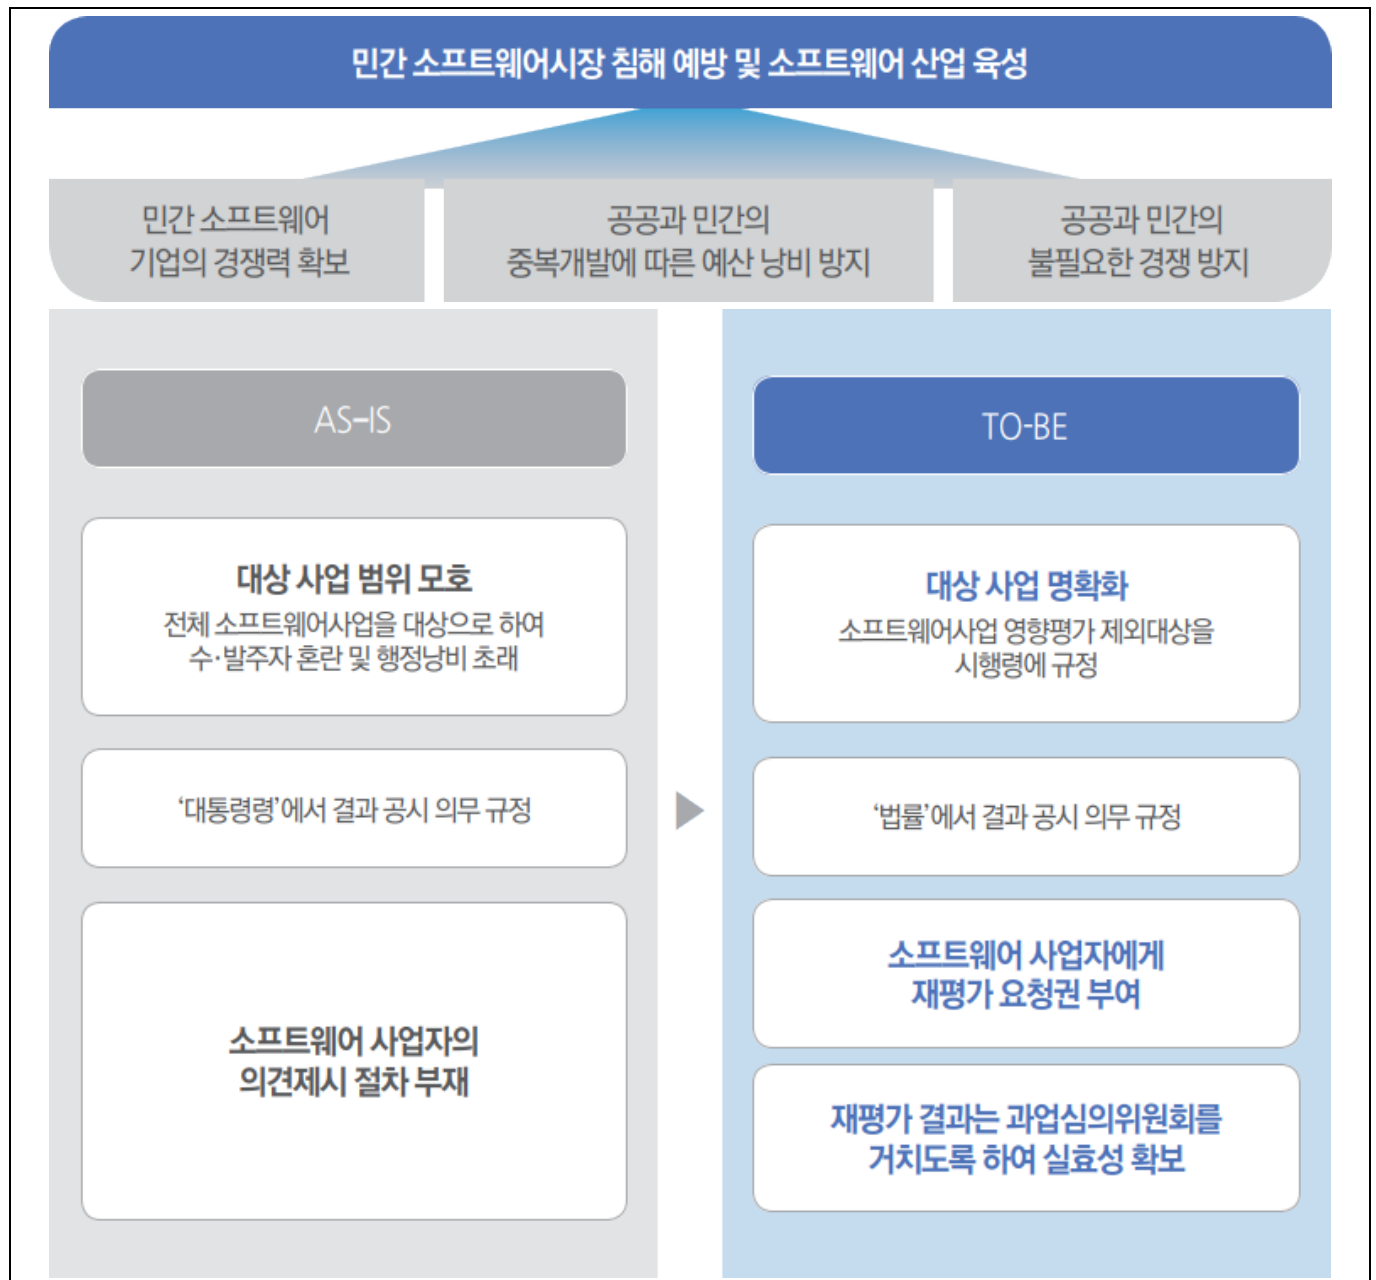 민간 소프트웨어시장 침해 예방 및 소프트웨어 산업 육성
민간 소프트웨어
기업의 경쟁력 확보
공공과 민간의
중복개발에 따른 예산 낭비 방지
공공과 민간의
불필요한 경쟁 방지
AS-IS
대상 사업 범위 모호
전체 소프트웨어사업을 대상으로 하여
수·발주자 혼란 및 행정낭비 초래
‘대통령령’에서 결과 공시 의무 규정
소프트웨어 사업자의
의견제시 절차 부재
TO-BE
대상 사업 명확화
소프트웨어사업 영향평가 제외대상을
시행령에 규정
‘법률’에서 결과 공시 의무 규정
소프트웨어 사업자에게
재평가 요청권 부여
재평가 결과는 과업심의위원회를
거치도록 하여 실효성 확보